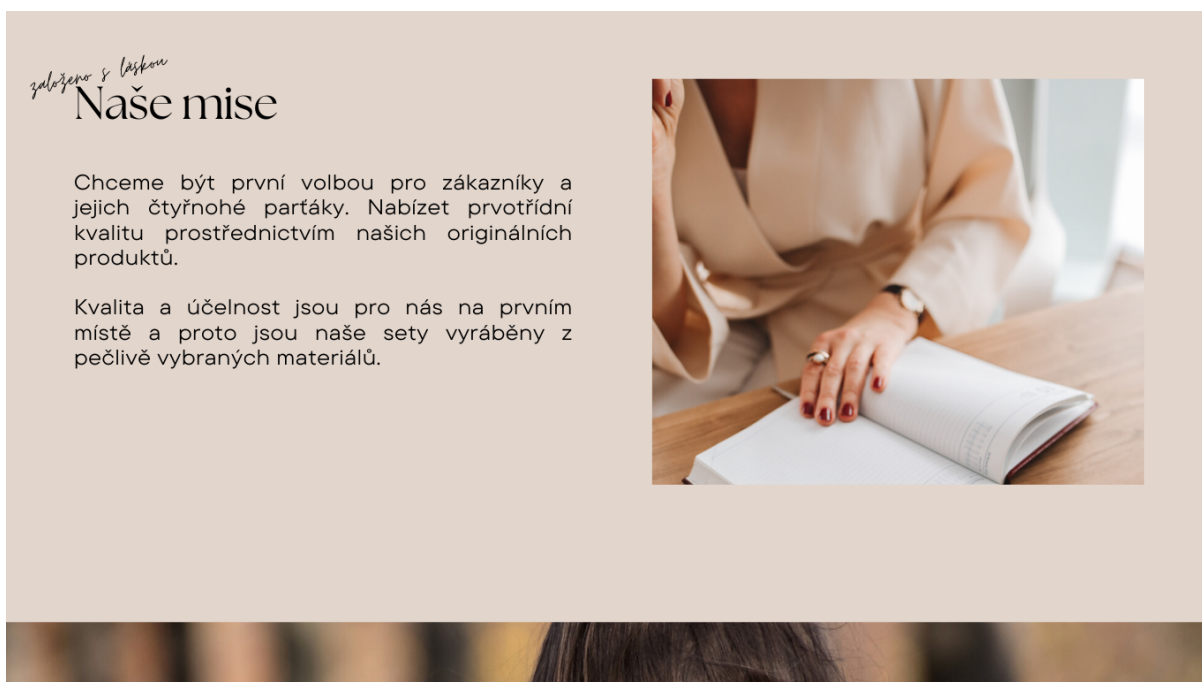 založeno s láskou
Naše mise
Chceme být první volbou pro zákazníky a
jejich čtyřnohé parťáky. Nabízet prvotřídní
kvalitu prostřednictvím našich originálních
produktů.
Kvalita a účelnost jsou pro nás na prvním
místě a proto jsou naše sety vyráběny z
pečlivě vybraných materiálů.